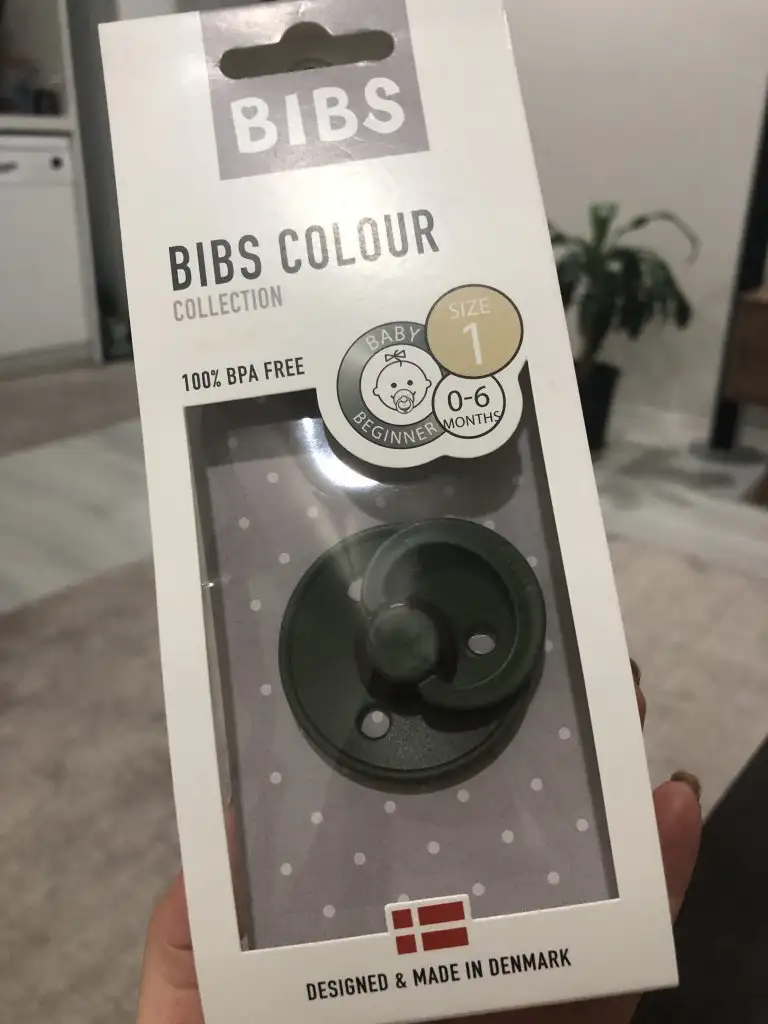 BIBS
BIBS COLOUR
COLLECTION
100% BPA FREE
BABY
BEGINNER
SIZE
1
0-6
MONTHS
DESIGNED & MADE IN DENMARK